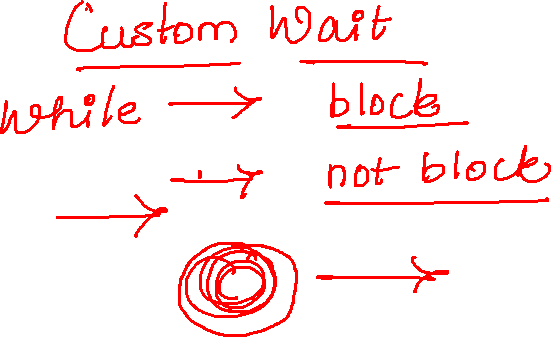 Custom Wait
While → block
→ not block
→
→